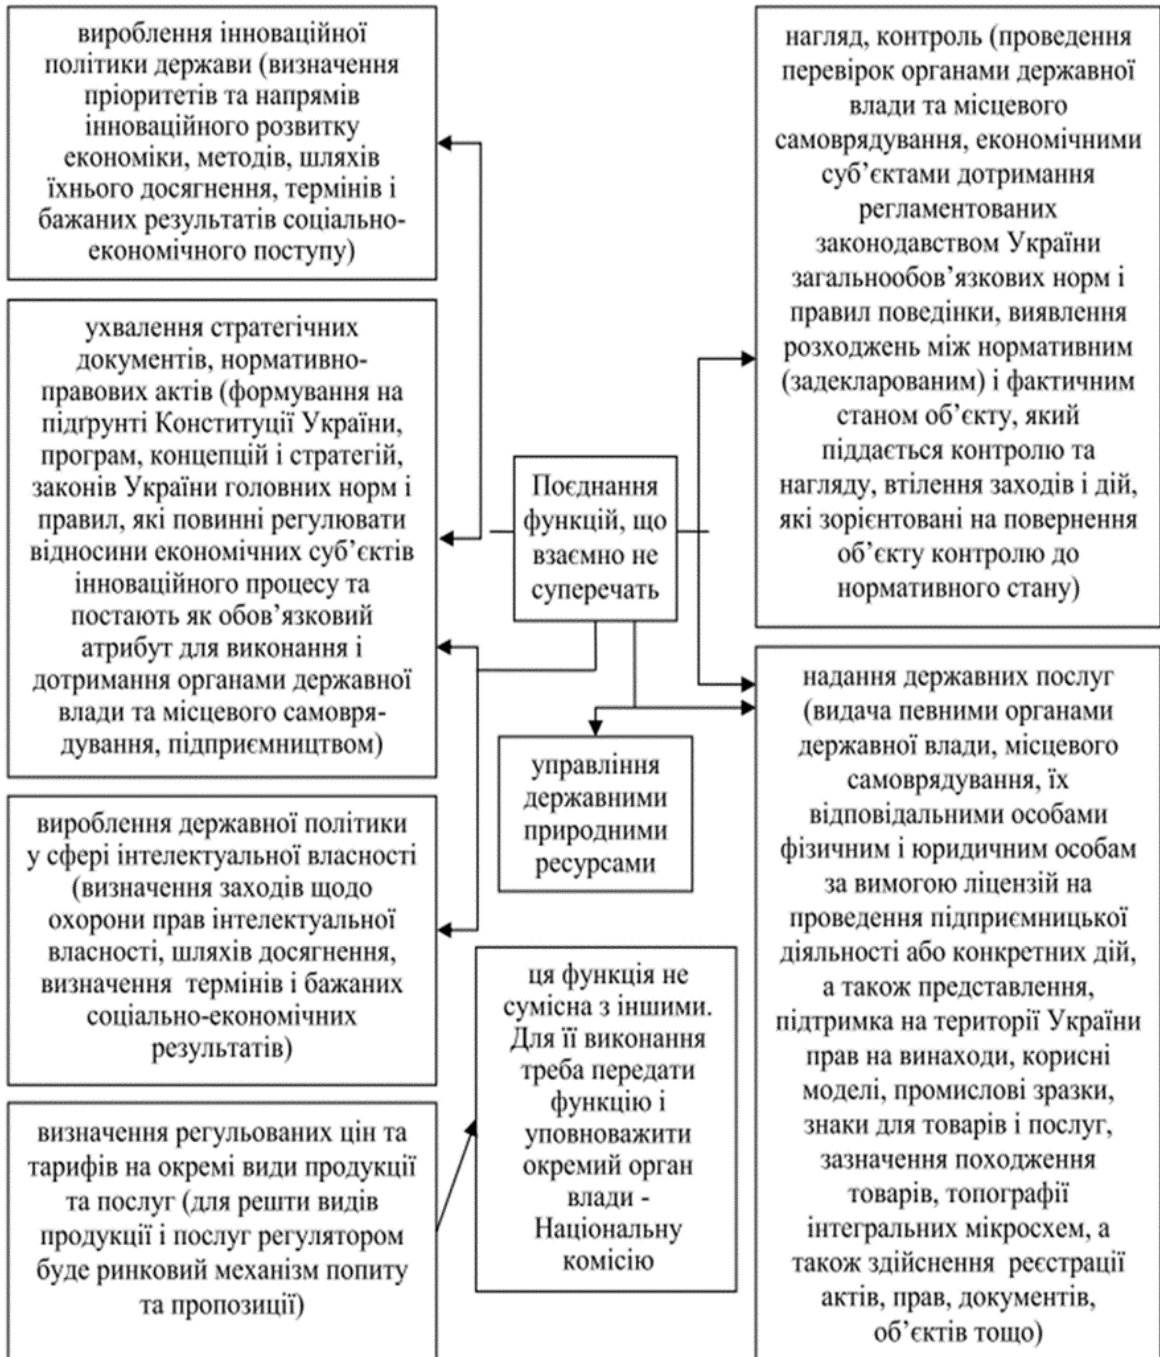 вироблення інноваційної
політики держави (визначення
пріоритетів та напрямів
інноваційного розвитку
економіки, методів, шляхів
їхнього досягнення, термінів і
бажаних результатів соціально-
економічного поступу)
ухвалення стратегічних
документів, нормативно-
правових актів (формування на
підґрунті Конституції України,
програм, концепцій і стратегій,
законів України головних норм і
правил, які повинні регулювати
відносини економічних суб’єктів
інноваційного процесу та
постають як обов’язковий
атрибут для виконання і
дотримання органами державної
влади та місцевого самовря-
дування, підприємництвом)
вироблення державної політики
у сфері інтелектуальної власності
(визначення заходів щодо
охорони прав інтелектуальної
власності, шляхів досягнення,
визначення термінів і бажаних
соціально-економічних
результатів)
визначення регульованих цін та
тарифів на окремі види продукції
та послуг (для решти видів
продукції і послуг регулятором
буде ринковий механізм попиту
та пропозиції)
Поєднання
функцій, що
взаємно не
суперечать
управління
державними
природними
ресурсами
ця функція не
сумісна з іншими.
Для її виконання
треба передати
функцію і
уповноважити
окремий орган
влади -
Національну
комісію
нагляд, контроль (проведення
перевірок органами державної
влади та місцевого
самоврядування, економічними
суб’єктами дотримання
регламентованих
законодавством України
загальнообов’язкових норм і
правил поведінки, виявлення
розходжень між нормативним
(задекларованим) і фактичним
станом об’єкту, який
піддається контролю та
нагляду, втілення заходів і дій,
які зорієнтовані на повернення
об’єкту контролю до
нормативного стану)
надання державних послуг
(видача певними органами
державної влади, місцевого
самоврядування, їх
відповідальними особами
фізичним і юридичним особам
за вимогою ліцензій на
проведення підприємницької
діяльності або конкретних дій,
а також представлення,
підтримка на території України
прав на винаходи, корисні
моделі, промислові зразки,
знаки для товарів і послуг,
зазначення походження
товарів, топографії
інтегральних мікросхем, а
також здійснення реєстрації
актів, прав, документів,
об’єктів тощо)